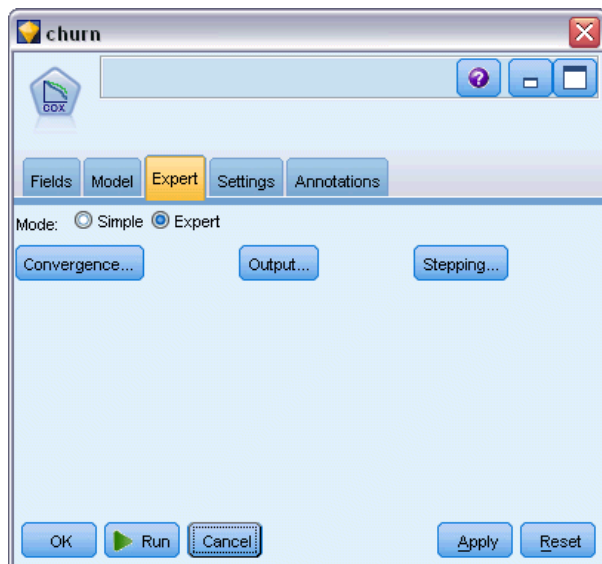 churn
COX
Fields Model Expert Settings Annotations
Mode: Simple Expert
Convergence... Output... Stepping...
OK Run Cancel Apply Reset